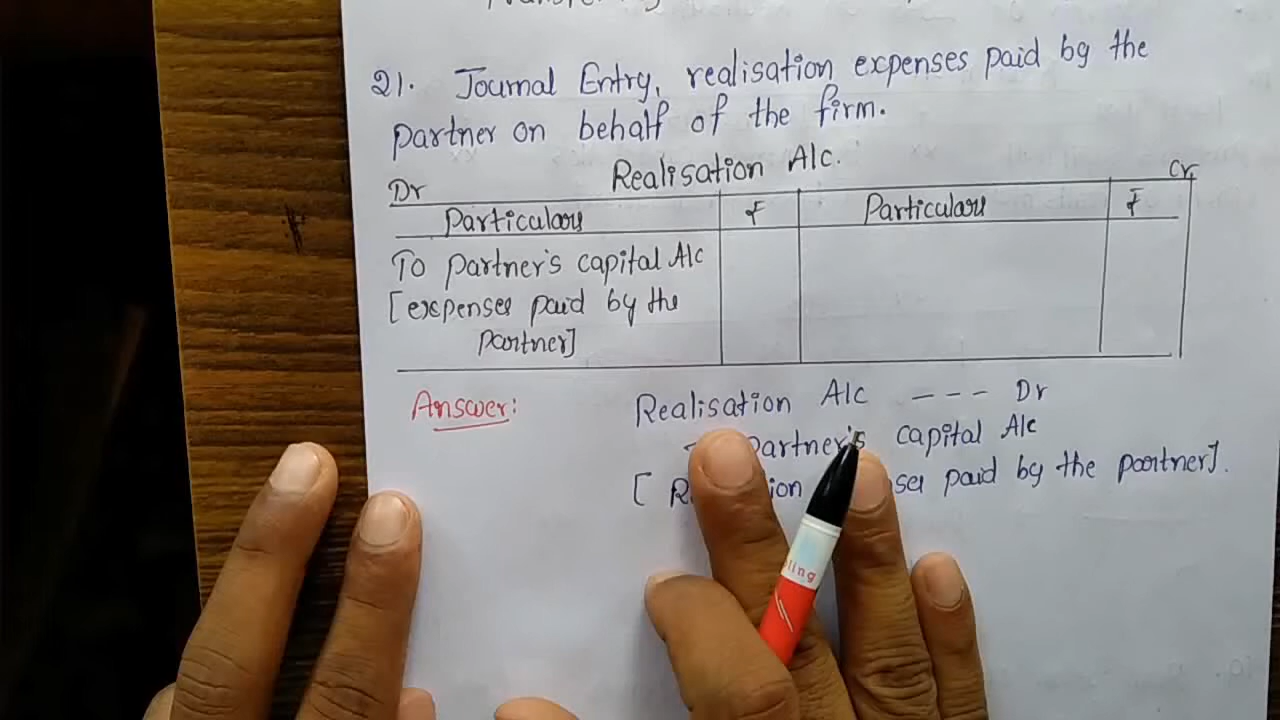 21. Journal Entry, realisation expenses paid by the
partner on behalf of the firm.
Realisation A/c.
Dr Cr
Particulars ₹ Particulars ₹
To partner's capital A/c
[expenses paid by the
partner]
Answer: Realisation A/c --- Dr
partner's capital A/c
[ paid by the partner].